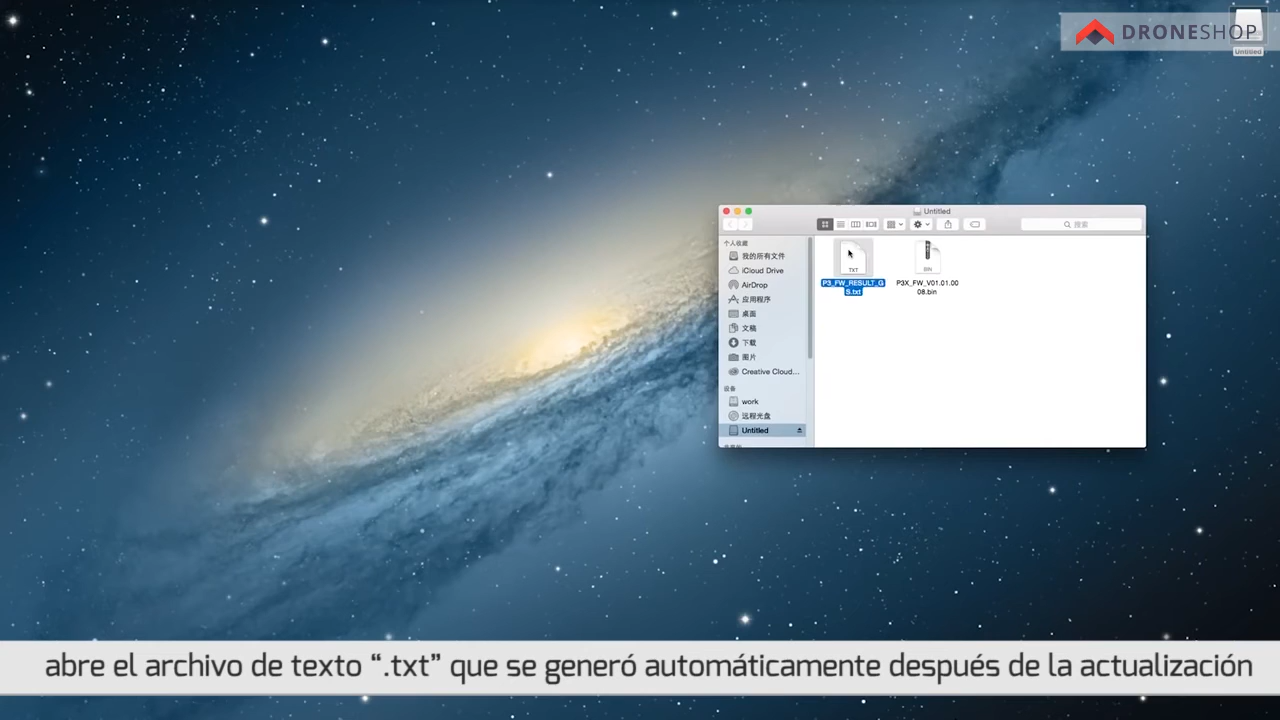 DRONESHOP
Untitled
Untitled
搜索
个人收藏
我的所有文件
iCloud Drive
AirDrop
应用程序
桌面
文稿
下载
图片
Creative Cloud...
设备
work
远程光盘
Untitled
TXT
P3_FW_RESULT_G
S.txt
BIN
P3X_FW_V01.01.00
08.bin
abre el archivo de texto “.txt” que se generó automáticamente después de la actualización